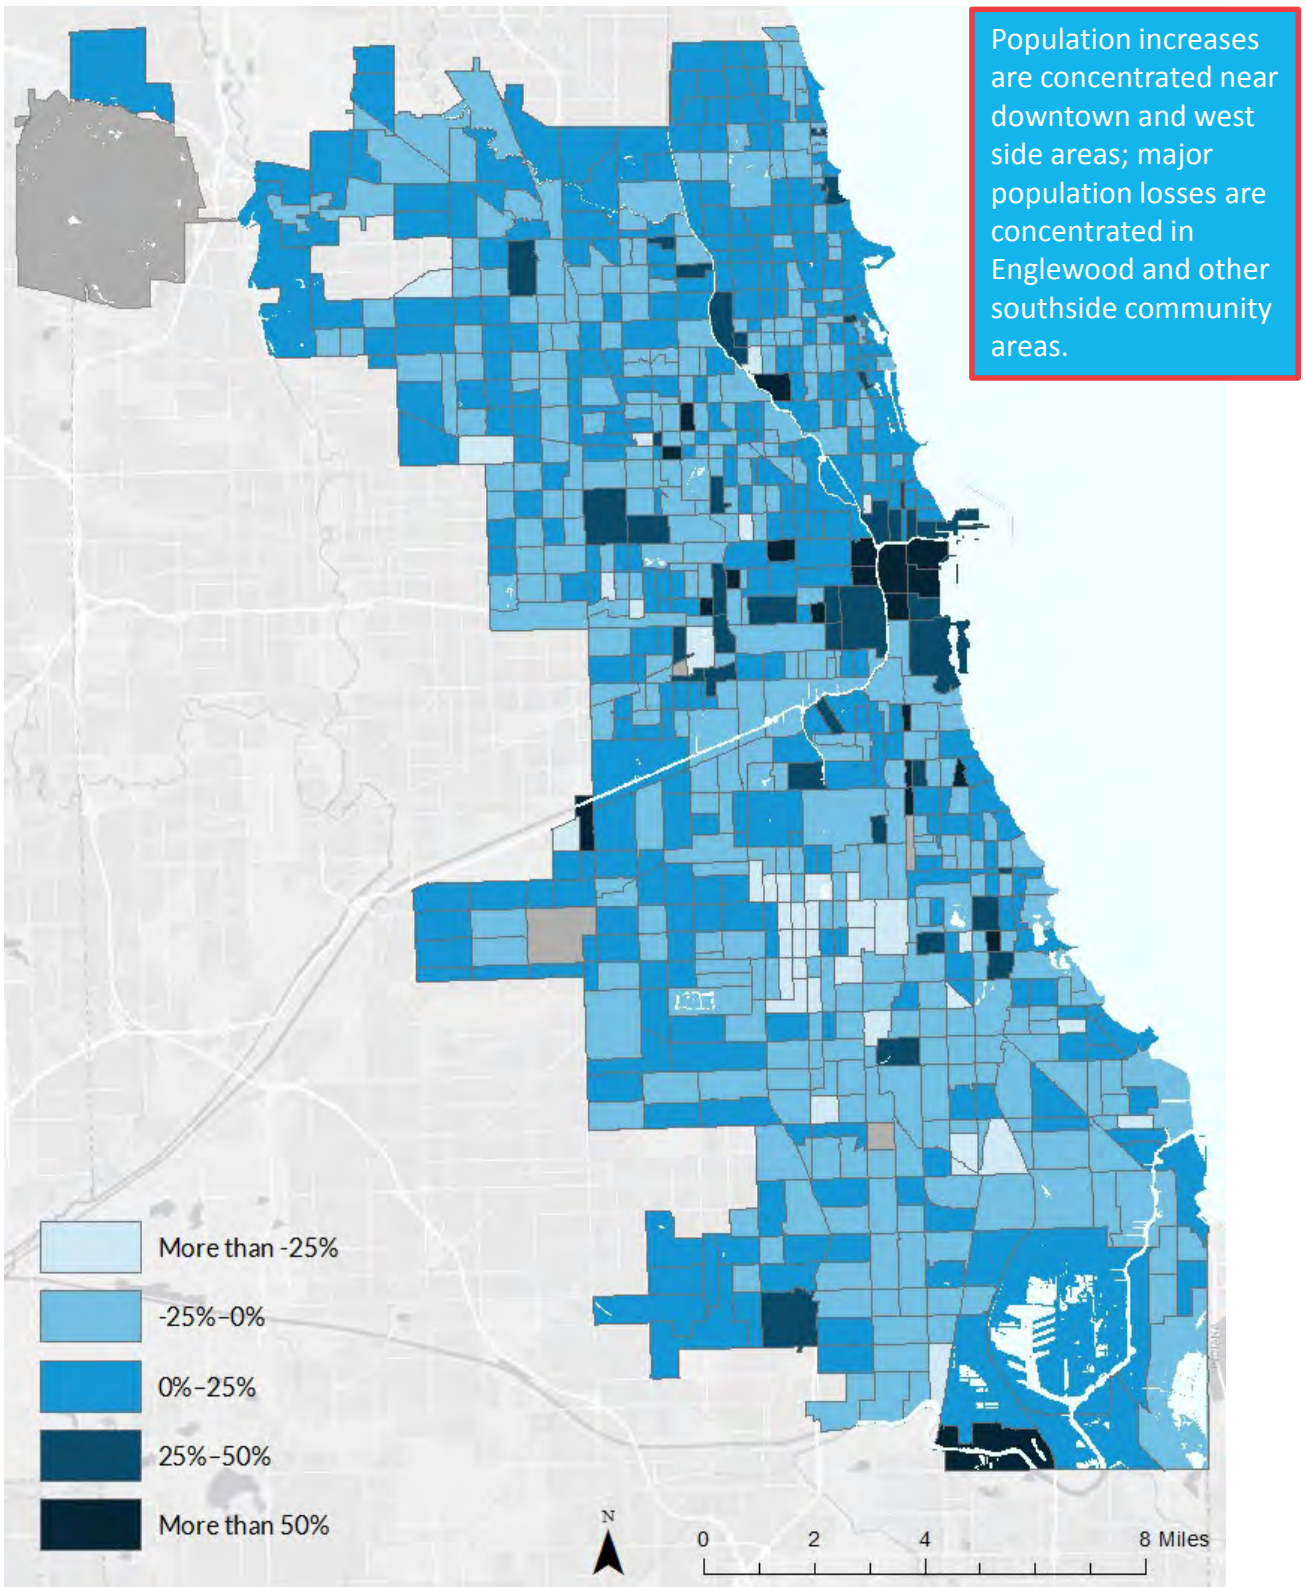 Population increases
are concentrated near
downtown and west
side areas; major
population losses are
concentrated in
Englewood and other
southside community
areas.
More than -25%
-25%–0%
0%–25%
25%–50%
More than 50%
N
0 2 4 8 Miles
INDIANA